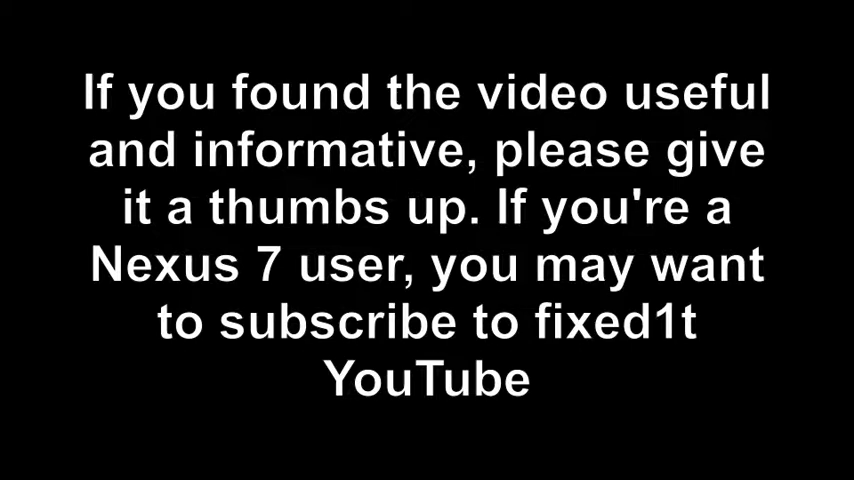 If you found the video useful
and informative, please give
it a thumbs up. If you're a
Nexus 7 user, you may want
to subscribe to fixed1t
YouTube